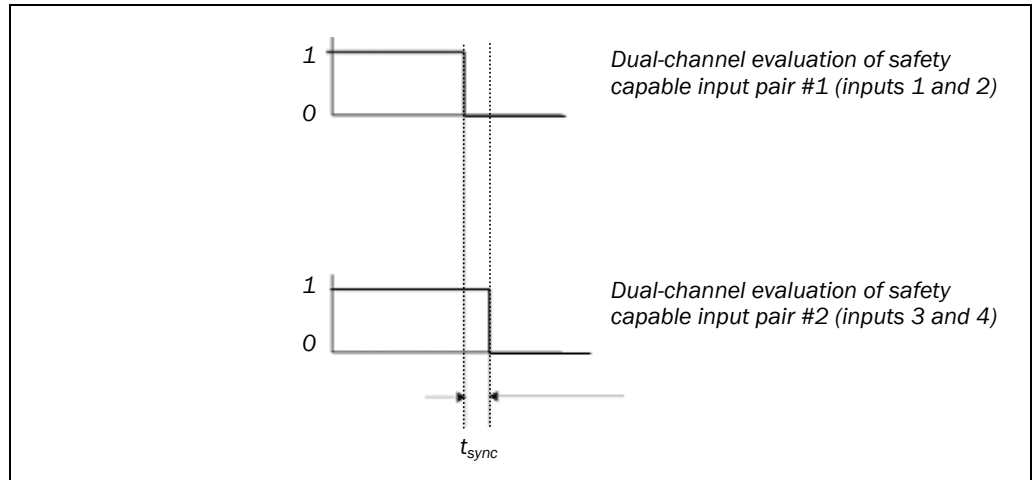 1
Dual-channel evaluation of safety
capable input pair #1 (inputs 1 and 2)
0
1
Dual-channel evaluation of safety
capable input pair #2 (inputs 3 and 4)
0
tsync